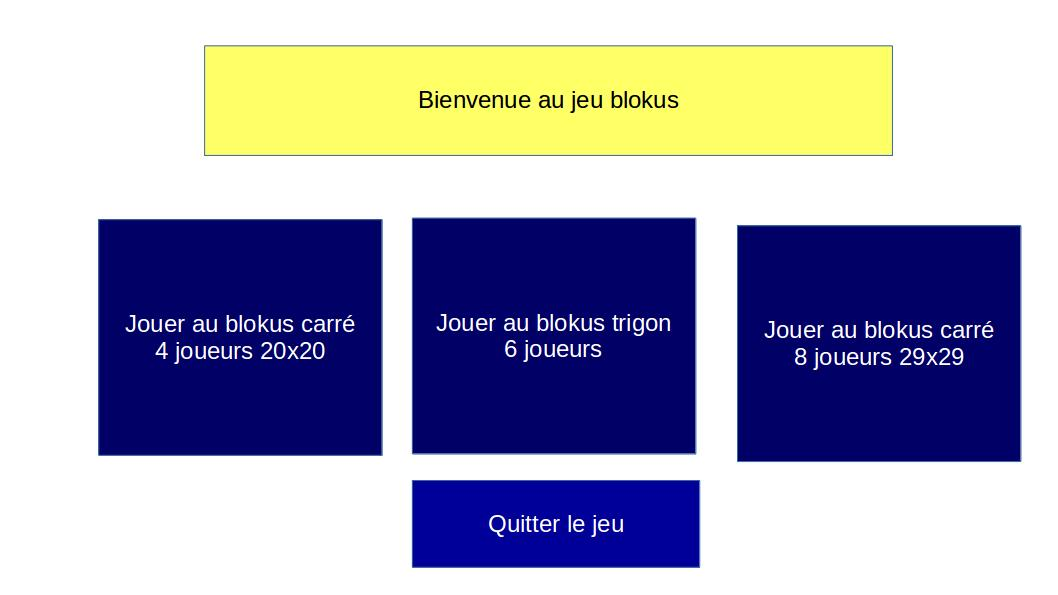 Bienvenue au jeu blokus
Jouer au blokus carré
4 joueurs 20x20
Jouer au blokus trigon
6 joueurs
Jouer au blokus carré
8 joueurs 29x29
Quitter le jeu